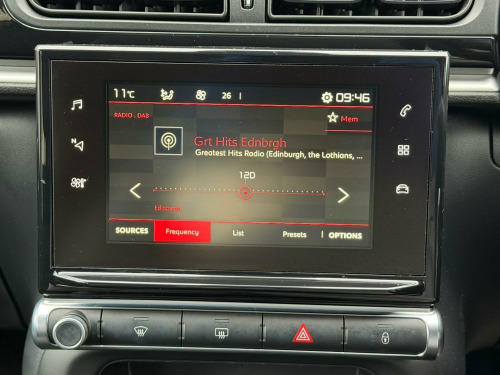 11°C 26 09:46
RADIO . DAB
Mem
Grt Hits Ednbrgh
Greatest Hits Radio (Edinburgh, the Lothians, ...
12D
SOURCES Frequency List Presets OPTIONS
N